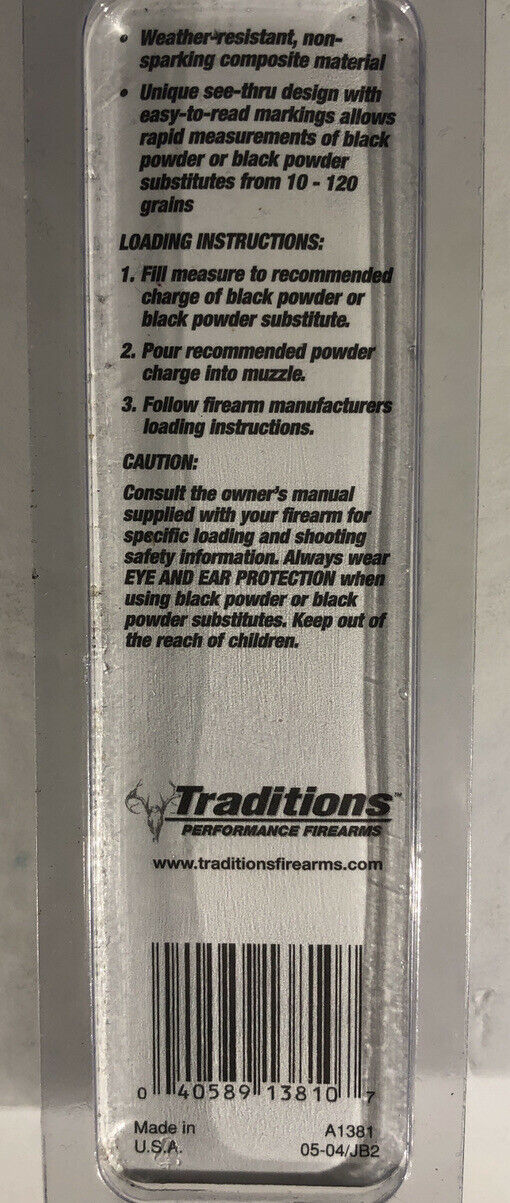 • Weather-resistant, non-
sparking composite material
• Unique see-thru design with
easy-to-read markings allows
rapid measurements of black
powder or black powder
substitutes from 10 - 120
grains
LOADING INSTRUCTIONS:
1. Fill measure to recommended
charge of black powder or
black powder substitute.
2. Pour recommended powder
charge into muzzle.
3. Follow firearm manufacturers
loading instructions.
CAUTION:
Consult the owner's manual
supplied with your firearm for
specific loading and shooting
safety information. Always wear
EYE AND EAR PROTECTION when
using black powder or black
powder substitutes. Keep out of
the reach of children.
Traditions™
PERFORMANCE FIREARMS
www.traditionsfirearms.com
0 40589 13810 7
Made in A1381
U.S.A. 05-04/JB2